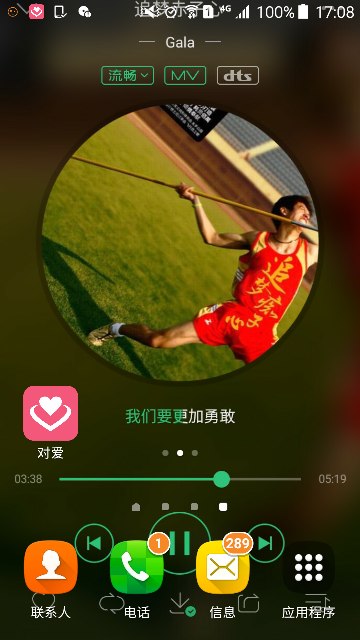 追梦赤子心
4G
1
100%
17:08
Gala
流畅
MV
dts
追
梦
子
心
我们要更加勇敢
对爱
03:38
05:19
1
289
联系人
电话
信息
应用程序